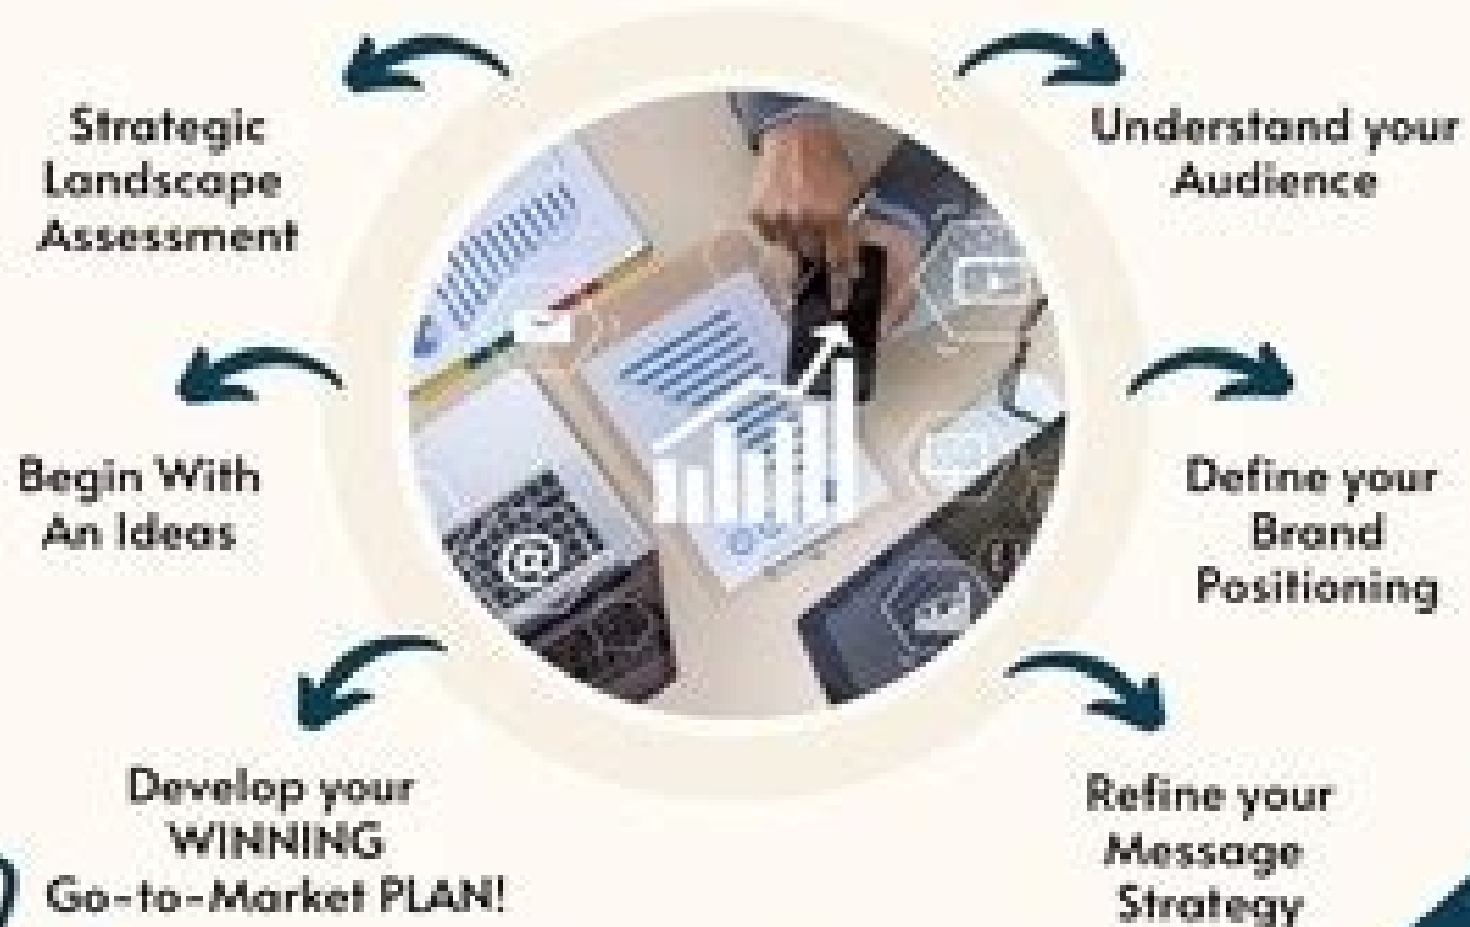 Strategic
Landscape
Assessment
Understand your
Audience
Begin With
An Ideas
Define your
Brand
Positioning
Develop your
WINNING
Go-to-Market PLAN!
Refine your
Message
Strategy
@